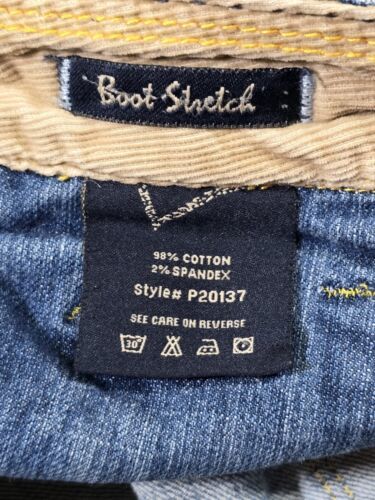 Boot Stretch
98% COTTON
2% SPANDEX
Style# P20137
SEE CARE ON REVERSE
30°